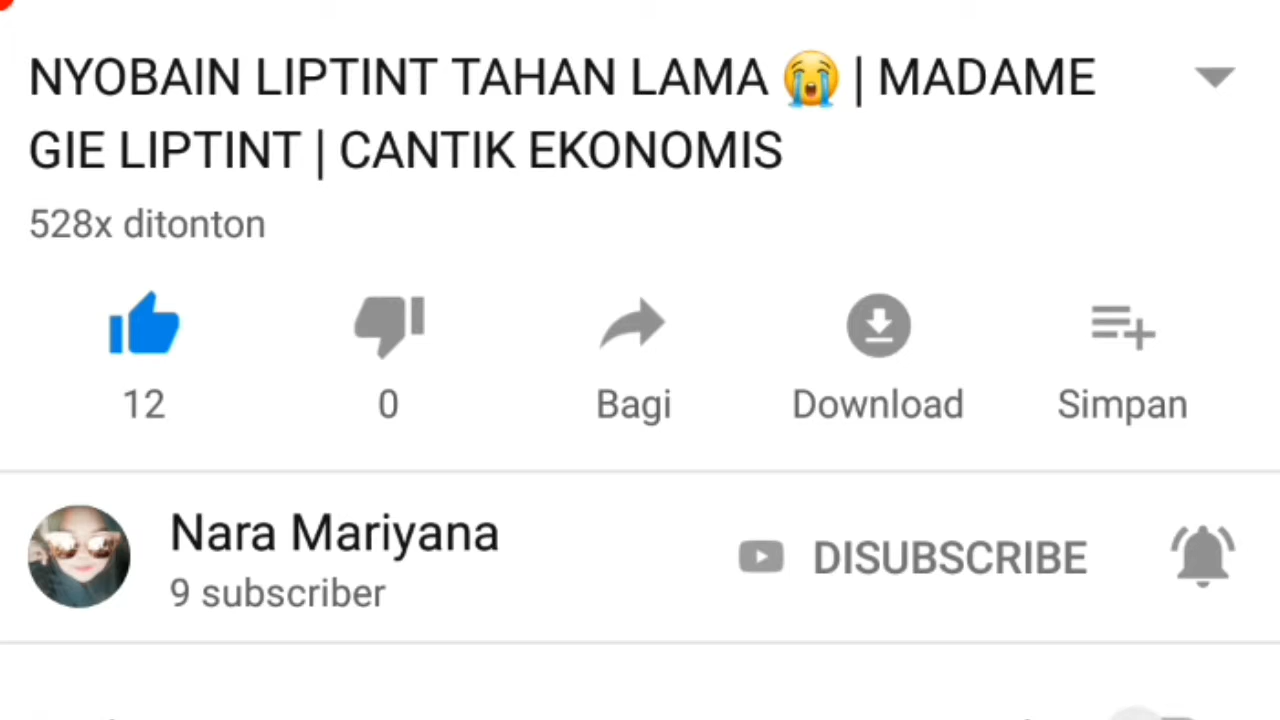 NYOBAIN LIPTINT TAHAN LAMA 😭 | MADAME
GIE LIPTINT | CANTIK EKONOMIS
528x ditonton
12
0
Bagi
Download
Simpan
Nara Mariyana
DISUBSCRIBE
9 subscriber